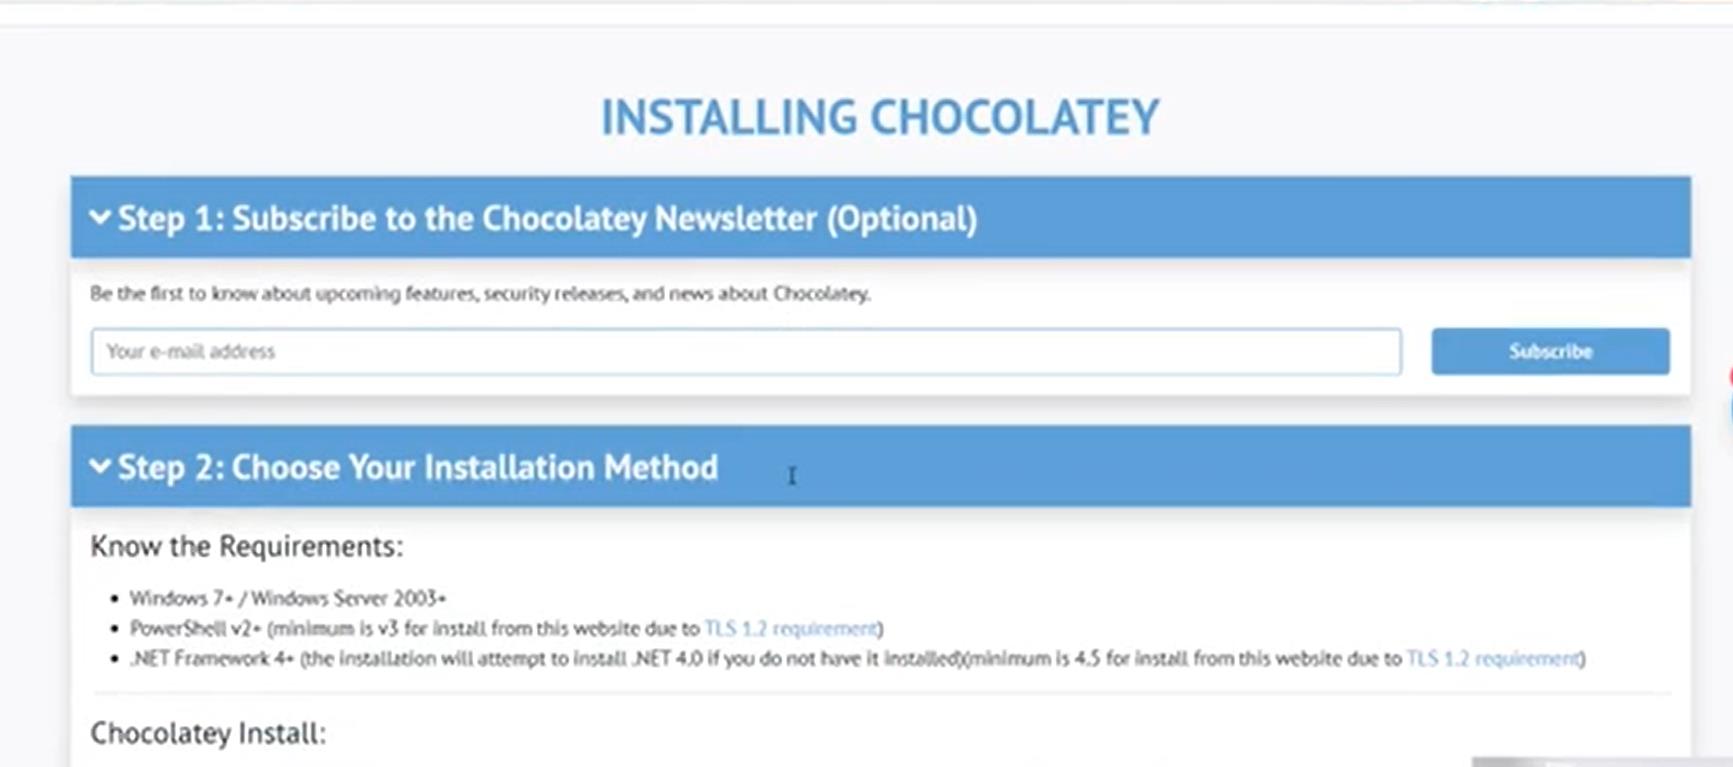 INSTALLING CHOCOLATEY
Step 1: Subscribe to the Chocolatey Newsletter (Optional)
Be the first to know about upcoming features, security releases, and news about Chocolatey.
Your e-mail address
Subscribe
Step 2: Choose Your Installation Method
Know the Requirements:
• Windows 7+ / Windows Server 2003+
• PowerShell v2+ (minimum is v3 for install from this website due to TLS 1.2 requirement)
• .NET Framework 4+ (the installation will attempt to install .NET 4.0 if you do not have it installed)(minimum is 4.5 for install from this website due to TLS 1.2 requirement)
Chocolatey Install: